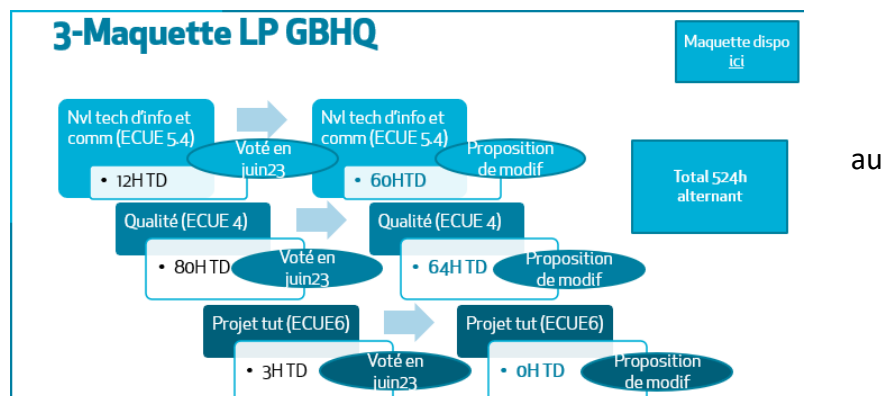 3-Maquette LP GBHQ
Maquette dispo
ici
Nvl tech d'info et
comm (ECUE 5.4)
• 12H TD
Voté en
juin23
Nvl tech d'info et
comm (ECUE 5.4)
• 60HTD
Proposition
de modif
Total 524h
alternant
au
Qualité (ECUE 4)
• 80H TD
Voté en
juin23
Qualité (ECUE 4)
• 64H TD
Proposition
de modif
Projet tut (ECUE6)
• 3H TD
Voté en
juin23
Projet tut (ECUE6)
• 0H TD
Proposition
de modif